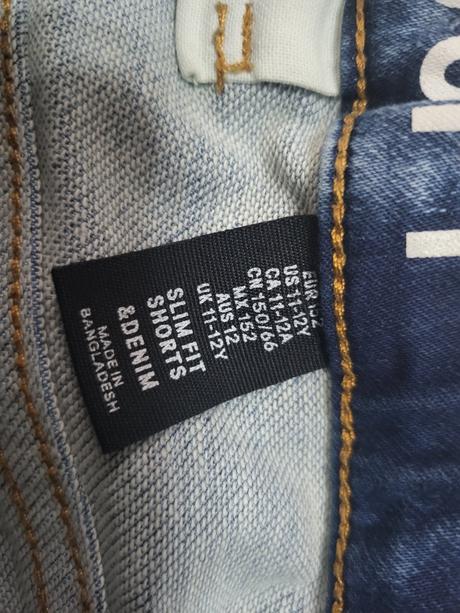 EUR 152
US 11-12Y
CA 11-12A
CN 150/66
MX 152
AUS 12
UK 11-12Y
SLIM FIT
SHORTS
&DENIM
MADE IN
BANGLADESH